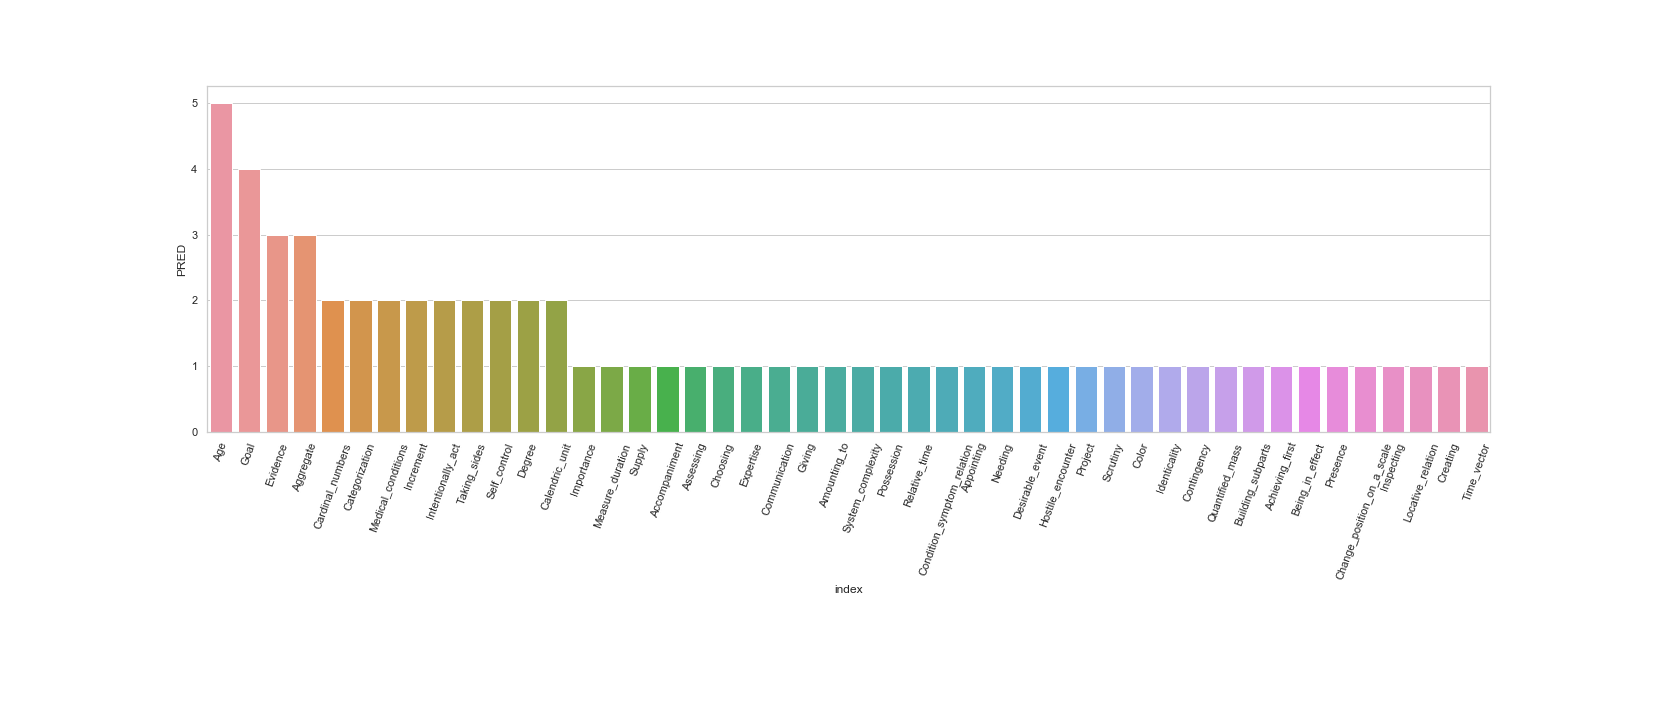 5
4
3
2
1
0
PRED
Age
Goal
Evidence
Aggregate
Cardinal_numbers
Categorization
Medical_conditions
Increment
Intentionally_act
Taking_sides
Self_control
Degree
Calendric_unit
Importance
Measure_duration
Supply
Accompaniment
Assessing
Choosing
Expertise
Communication
Giving
Amounting_to
System_complexity
Possession
Relative_time
Condition_symptom_relation
Appointing
Needing
Desirable_event
Hostile_encounter
Project
Scrutiny
Color
Identicality
Contingency
Quantified_mass
Building_subparts
Achieving_first
Being_in_effect
Presence
Change_position_on_a_scale
Inspecting
Locative_relation
Creating
Time_vector
index